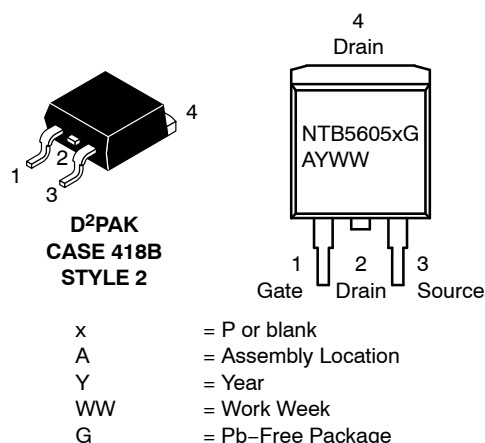 4
Drain
4
1
2
3
NTB5605xG
AYWW
D²PAK
CASE 418B
STYLE 2
1 2 3
Gate Drain Source
x = P or blank
A = Assembly Location
Y = Year
WW = Work Week
G = Pb−Free Package